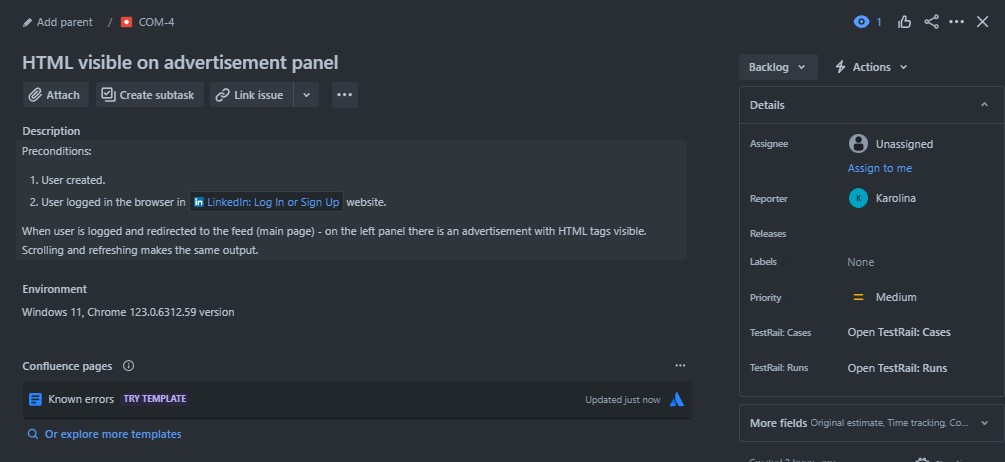 Add parent / COM-4
1
HTML visible on advertisement panel
Attach Create subtask Link issue
Description
Preconditions:
1. User created.
2. User logged in the browser in LinkedIn: Log In or Sign Up website.
When user is logged and redirected to the feed (main page) - on the left panel there is an advertisement with HTML tags visible.
Scrolling and refreshing makes the same output.
Environment
Windows 11, Chrome 123.0.6312.59 version
Confluence pages
Known errors TRY TEMPLATE Updated just now
Or explore more templates
Backlog Actions
Details
Assignee Unassigned
Assign to me
Reporter K Karolina
Releases
Labels None
Priority Medium
TestRail: Cases Open TestRail: Cases
TestRail: Runs Open TestRail: Runs
More fields Original estimate, Time tracking, Co...